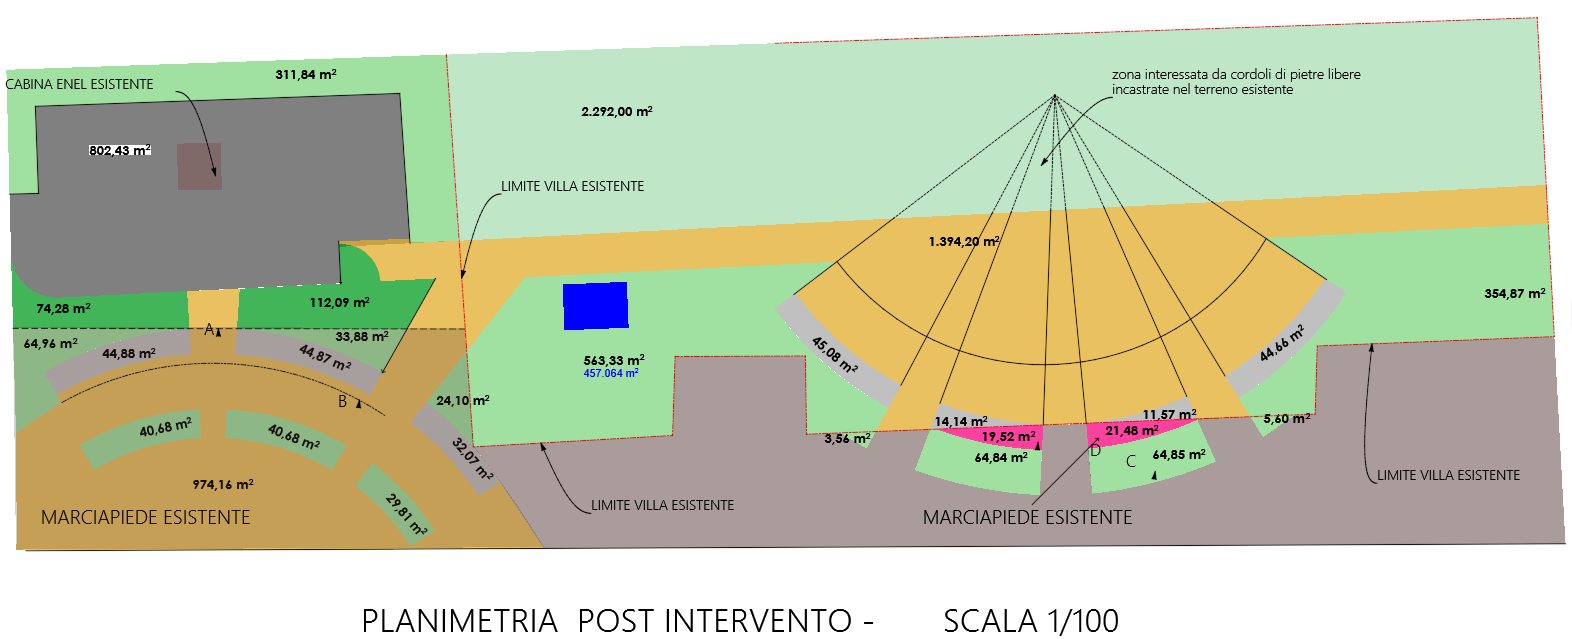 311,84 m²
CABINA ENEL ESISTENTE
zona interessata da cordoli di pietre libere
incastrate nel terreno esistente
2.292,00 m²
802,43 m²
LIMITE VILLA ESISTENTE
1.394,20 m²
354,87 m²
74,28 m²
112,09 m²
A
33,88 m²
64,96 m²
44,88 m²
44,87 m²
563,33 m²
457.064 m²
45,08 m²
44,66 m²
B
24,10 m²
40,68 m²
40,68 m²
32,07 m²
29,81 m²
974,16 m²
MARCIAPIEDE ESISTENTE
3,56 m²
14,14 m²
11,57 m²
5,60 m²
19,52 m²
21,48 m²
D
64,84 m²
C
64,85 m²
LIMITE VILLA ESISTENTE
LIMITE VILLA ESISTENTE
MARCIAPIEDE ESISTENTE
PLANIMETRIA POST INTERVENTO - SCALA 1/100